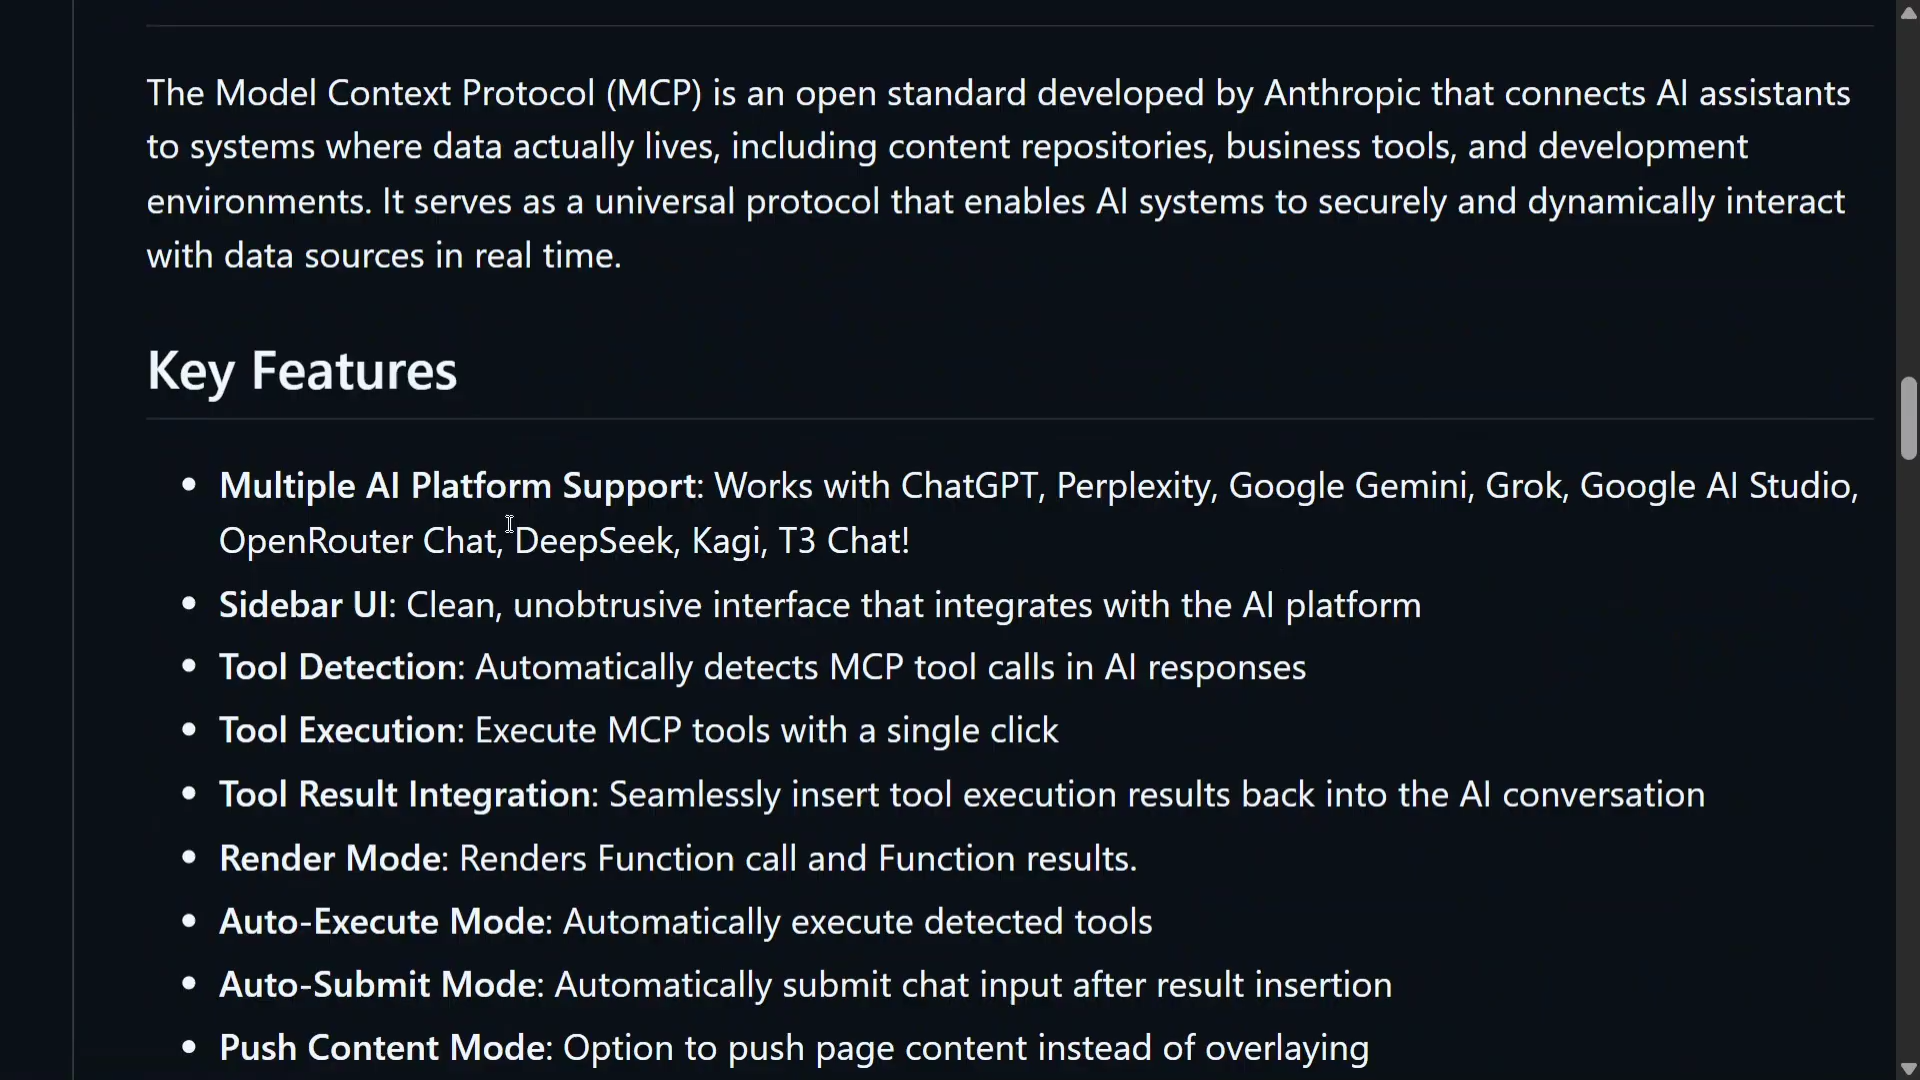 The Model Context Protocol (MCP) is an open standard developed by Anthropic that connects AI assistants
to systems where data actually lives, including content repositories, business tools, and development
environments. It serves as a universal protocol that enables AI systems to securely and dynamically interact
with data sources in real time.
Key Features
• Multiple AI Platform Support: Works with ChatGPT, Perplexity, Google Gemini, Grok, Google AI Studio,
OpenRouter Chat, DeepSeek, Kagi, T3 Chat!
• Sidebar UI: Clean, unobtrusive interface that integrates with the AI platform
• Tool Detection: Automatically detects MCP tool calls in AI responses
• Tool Execution: Execute MCP tools with a single click
• Tool Result Integration: Seamlessly insert tool execution results back into the AI conversation
• Render Mode: Renders Function call and Function results.
• Auto-Execute Mode: Automatically execute detected tools
• Auto-Submit Mode: Automatically submit chat input after result insertion
• Push Content Mode: Option to push page content instead of overlaying